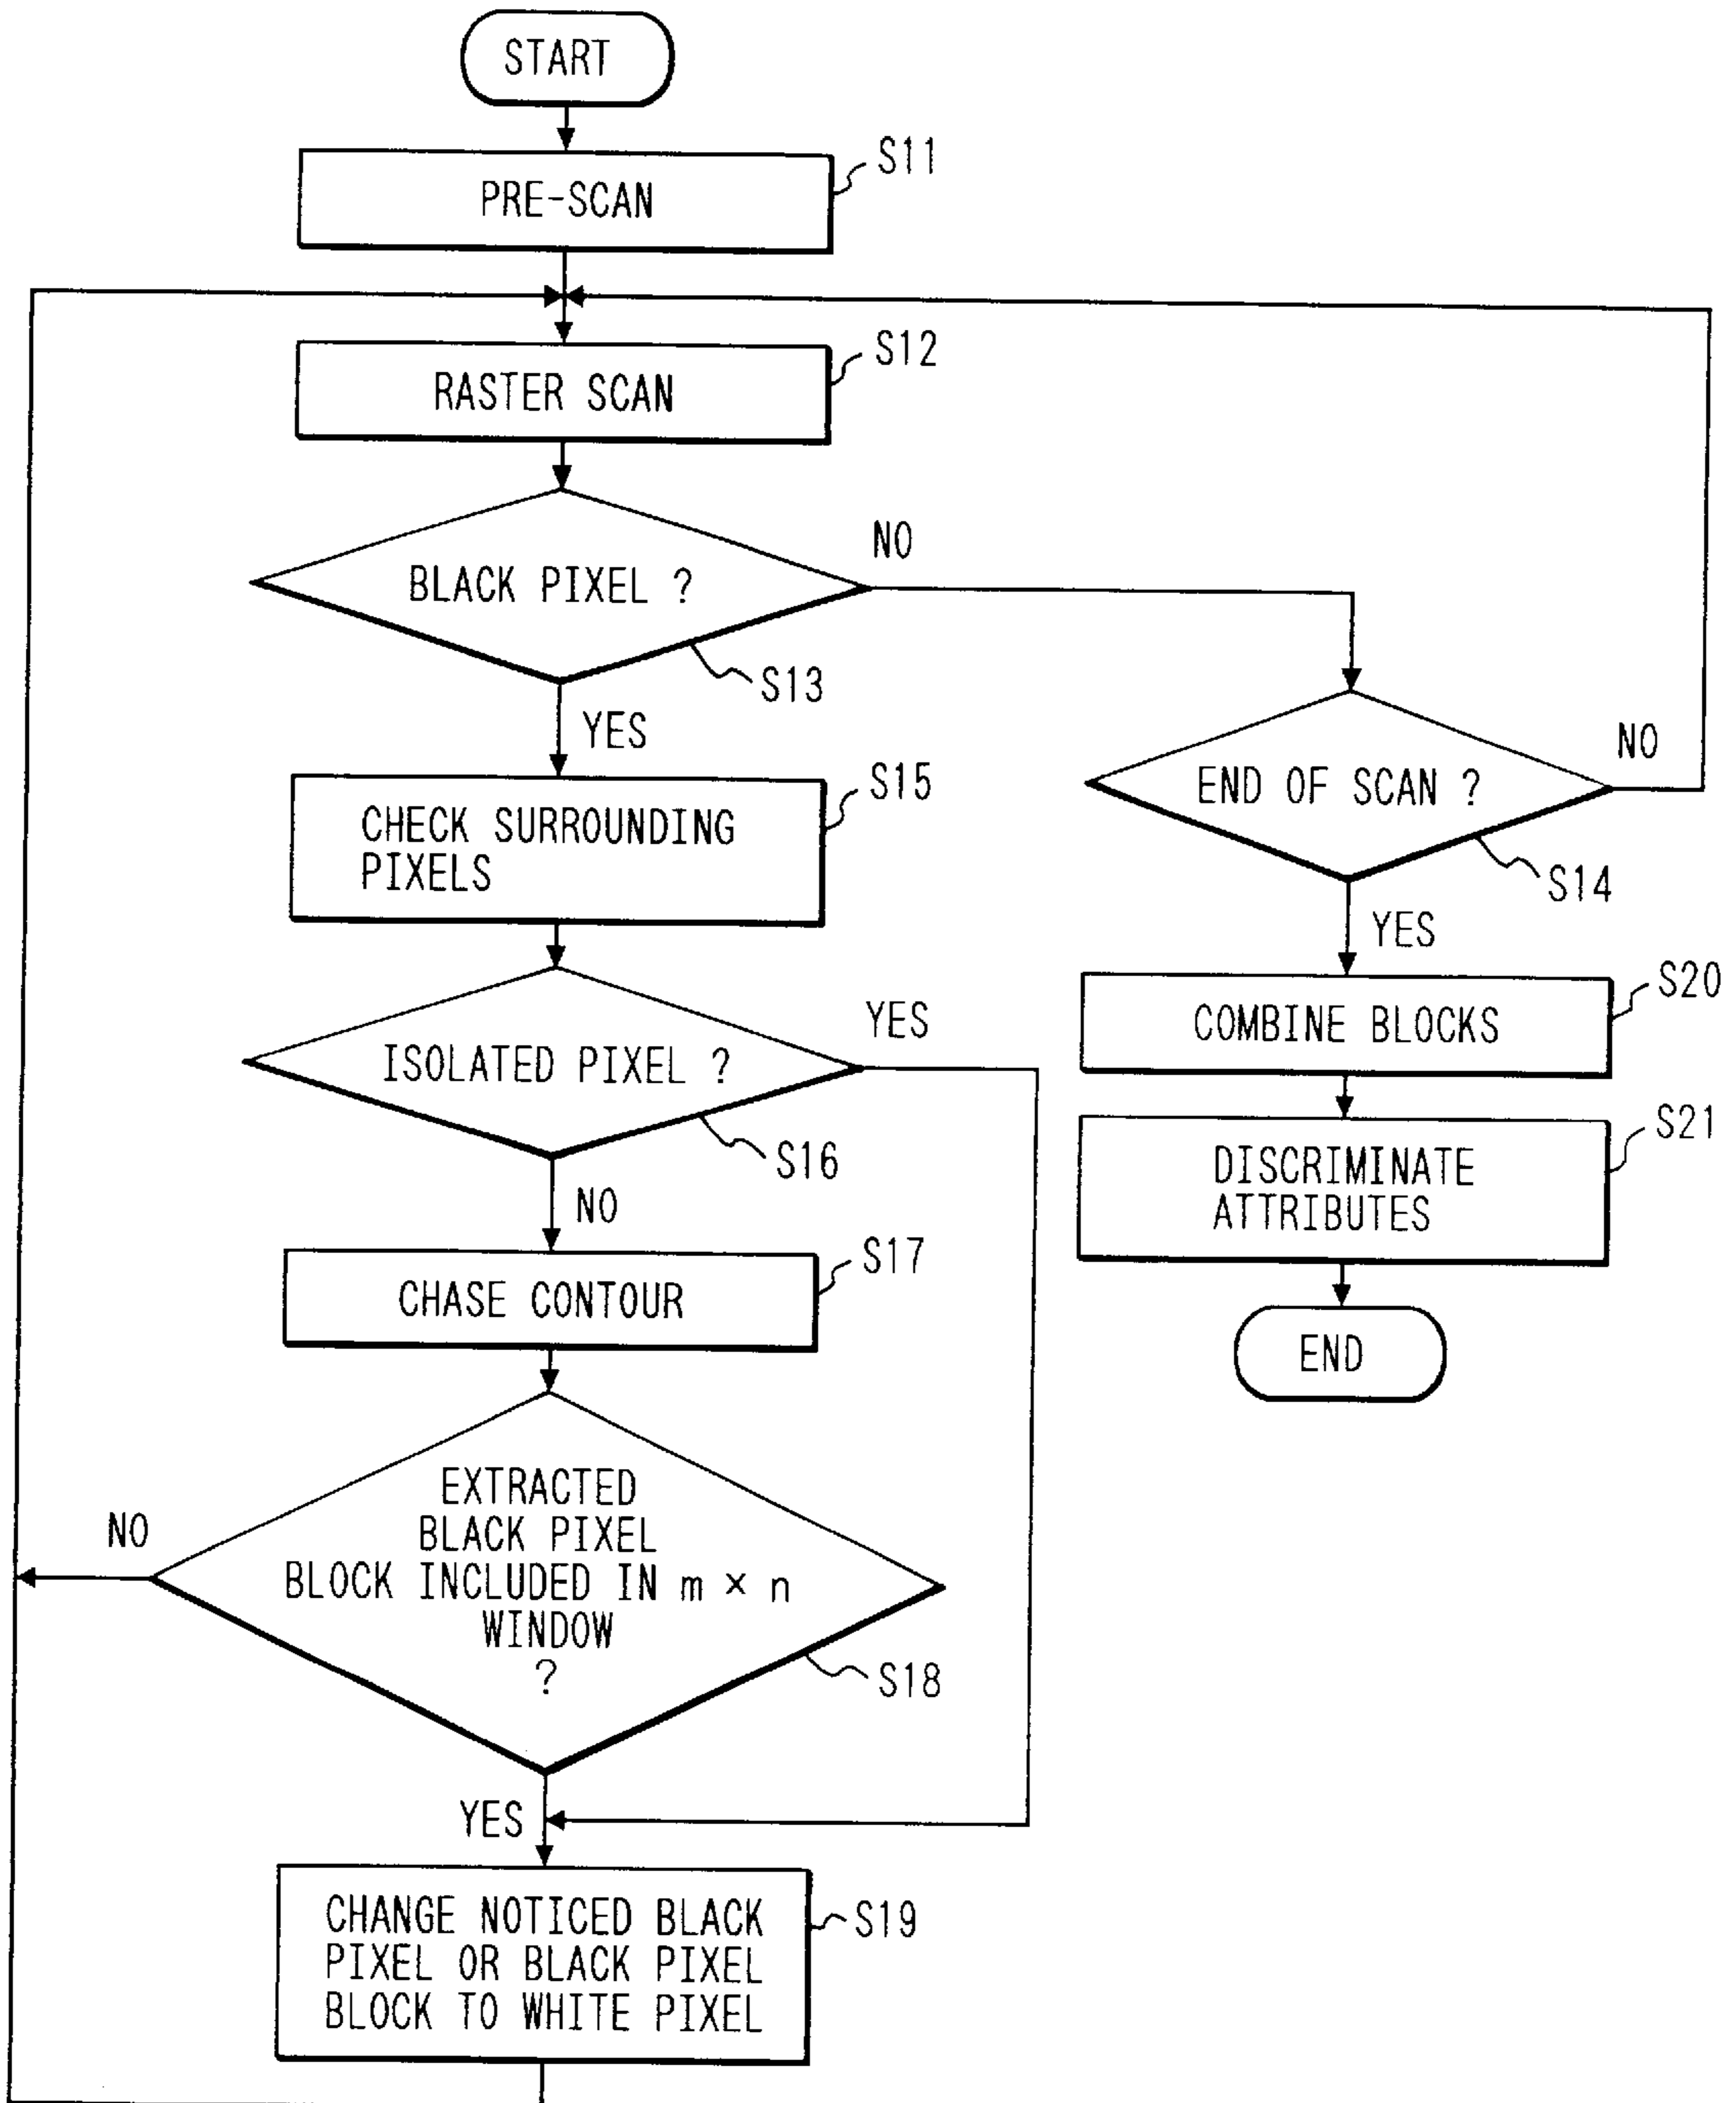 START
PRE-SCAN
S11
RASTER SCAN
S12
BLACK PIXEL ?
NO
S13
YES
CHECK SURROUNDING
PIXELS
S15
END OF SCAN ?
NO
S14
YES
ISOLATED PIXEL ?
YES
S16
NO
COMBINE BLOCKS
S20
DISCRIMINATE
ATTRIBUTES
S21
END
CHASE CONTOUR
S17
EXTRACTED
BLACK PIXEL
BLOCK INCLUDED IN m × n
WINDOW
?
NO
S18
YES
CHANGE NOTICED BLACK
PIXEL OR BLACK PIXEL
BLOCK TO WHITE PIXEL
S19